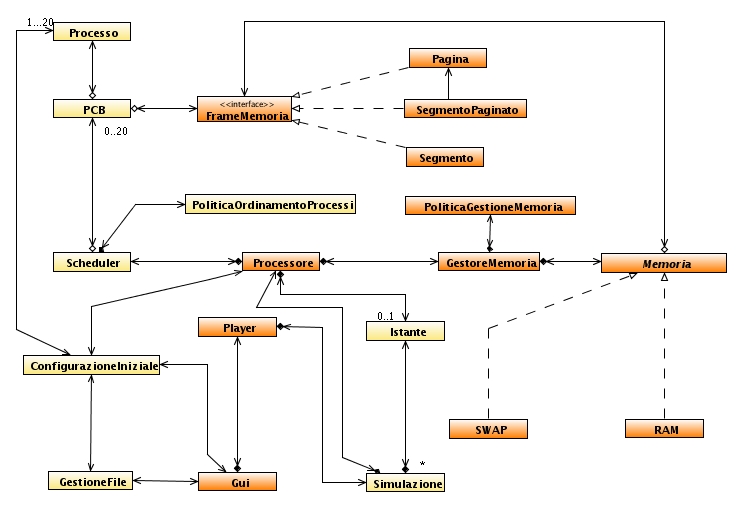 1...20
Processo
Pagina
<<interface>>
FrameMemoria
PCB
SegmentoPaginato
0..20
Segmento
PoliticaOrdinamentoProcessi
PoliticaGestioneMemoria
Scheduler
Processore
GestoreMemoria
Memoria
0..1
Player
Istante
ConfigurazioneIniziale
SWAP
RAM
*
GestioneFile
Gui
Simulazione